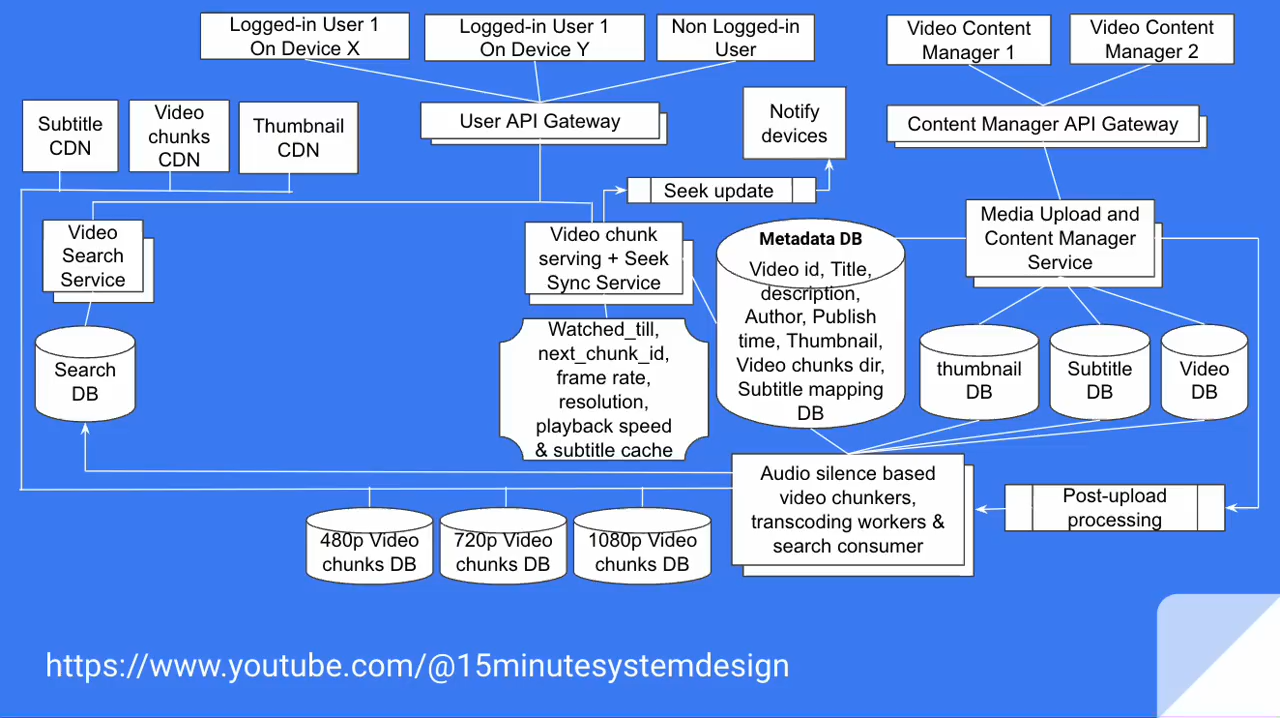 Logged-in User 1
On Device X
Logged-in User 1
On Device Y
Non Logged-in
User
Video Content
Manager 1
Video Content
Manager 2
Subtitle
CDN
Video
chunks
CDN
Thumbnail
CDN
User API Gateway
Notify
devices
Content Manager API Gateway
Seek update
Video
Search
Service
Video chunk
serving + Seek
Sync Service
Metadata DB
Video id, Title,
description,
Author, Publish
time, Thumbnail,
Video chunks dir,
Subtitle mapping
DB
Media Upload and
Content Manager
Service
Search
DB
Watched_till,
next_chunk_id,
frame rate,
resolution,
playback speed
& subtitle cache
thumbnail
DB
Subtitle
DB
Video
DB
Audio silence based
video chunkers,
transcoding workers &
search consumer
Post-upload
processing
480p Video
chunks DB
720p Video
chunks DB
1080p Video
chunks DB
https://www.youtube.com/@15minutesystemdesign